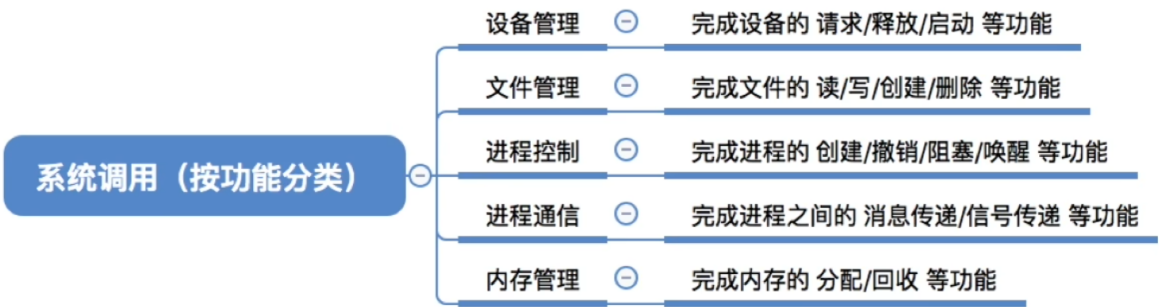 设备管理 完成设备的 请求/释放/启动 等功能
文件管理 完成文件的 读/写/创建/删除 等功能
进程控制 完成进程的 创建/撤销/阻塞/唤醒 等功能
系统调用（按功能分类）
进程通信 完成进程之间的 消息传递/信号传递 等功能
内存管理 完成内存的 分配/回收 等功能